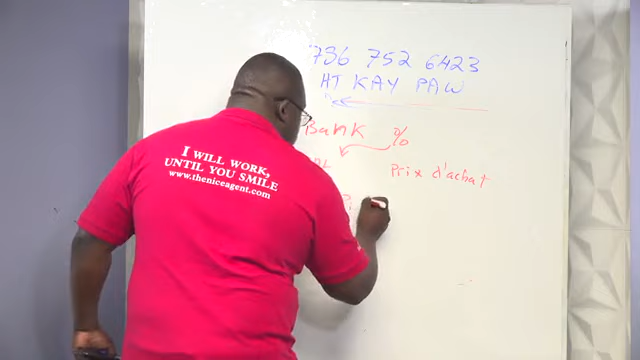 736 752 6423
HT KAY PAW
Bank %
Prix d'achat
I WILL WORK,
UNTIL YOU SMILE
www.theniceagent.com